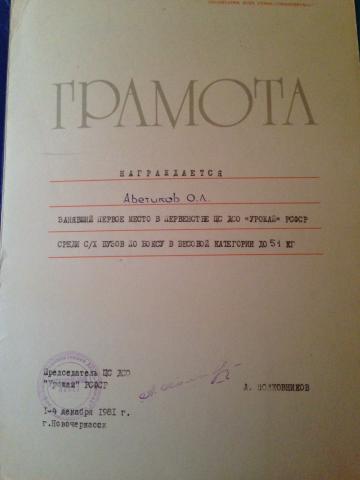 ГРАМОТА
НАГРАЖДАЕТСЯ
Аветиков О.Л.
ЗАНЯВШИЙ ПЕРВОЕ МЕСТО В ПЕРВЕНСТВЕ ЦС ДСО «УРОЖАЙ» РСФСР
СРЕДИ С/Х ВУЗОВ ПО БОКСУ В ВЕСОВОЙ КАТЕГОРИИ ДО 51 КГ
Председатель ЦС ДСО
"Урожай" РСФСР
А. ПОЛКОВНИКОВ
1-4 декабря 1981 г.
г.Новочеркасск